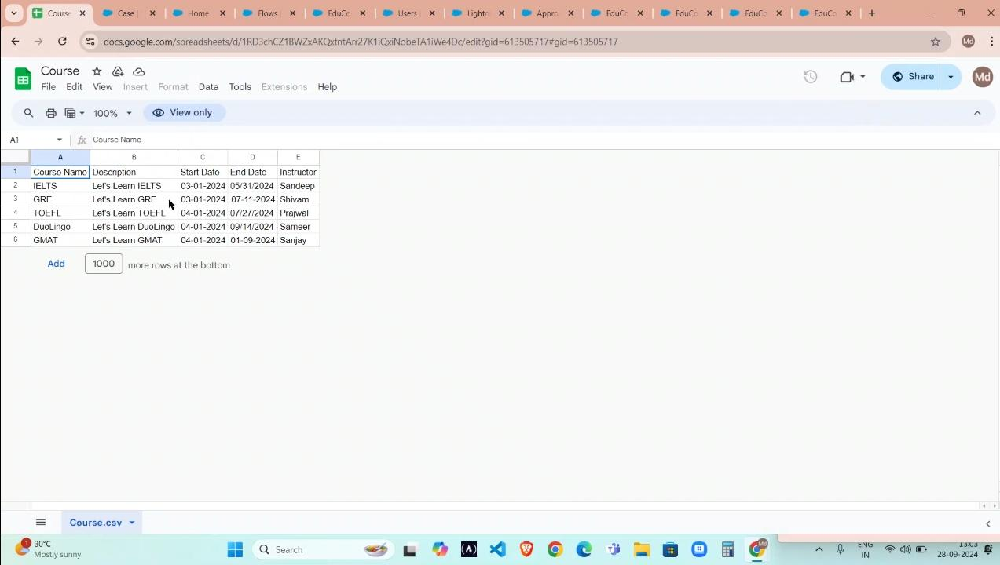 Course
Case |
Home
Flows |
EduCo
Users |
Lightni
Appro
EduCo
EduCo
EduCo
EduCo
docs.google.com/spreadsheets/d/1RD3chCZ1BWZxAKQxtntArr27K1iQxiNobeTA1iWe4Dc/edit?gid=613505717#gid=613505717
Md
Course
File Edit View Insert Format Data Tools Extensions Help
Share
Md
100%
View only
A1
Course Name
A B C D E
1 Course Name Description Start Date End Date Instructor
2 IELTS Let's Learn IELTS 03-01-2024 05/31/2024 Sandeep
3 GRE Let's Learn GRE 03-01-2024 07-11-2024 Shivam
4 TOEFL Let's Learn TOEFL 04-01-2024 07/27/2024 Prajwal
5 DuoLingo Let's Learn DuoLingo 04-01-2024 09/14/2024 Sameer
6 GMAT Let's Learn GMAT 04-01-2024 01-09-2024 Sanjay
Add 1000 more rows at the bottom
Course.csv
1
30°C
Mostly sunny
Search
Md
ENG
IN
13:03
28-09-2024